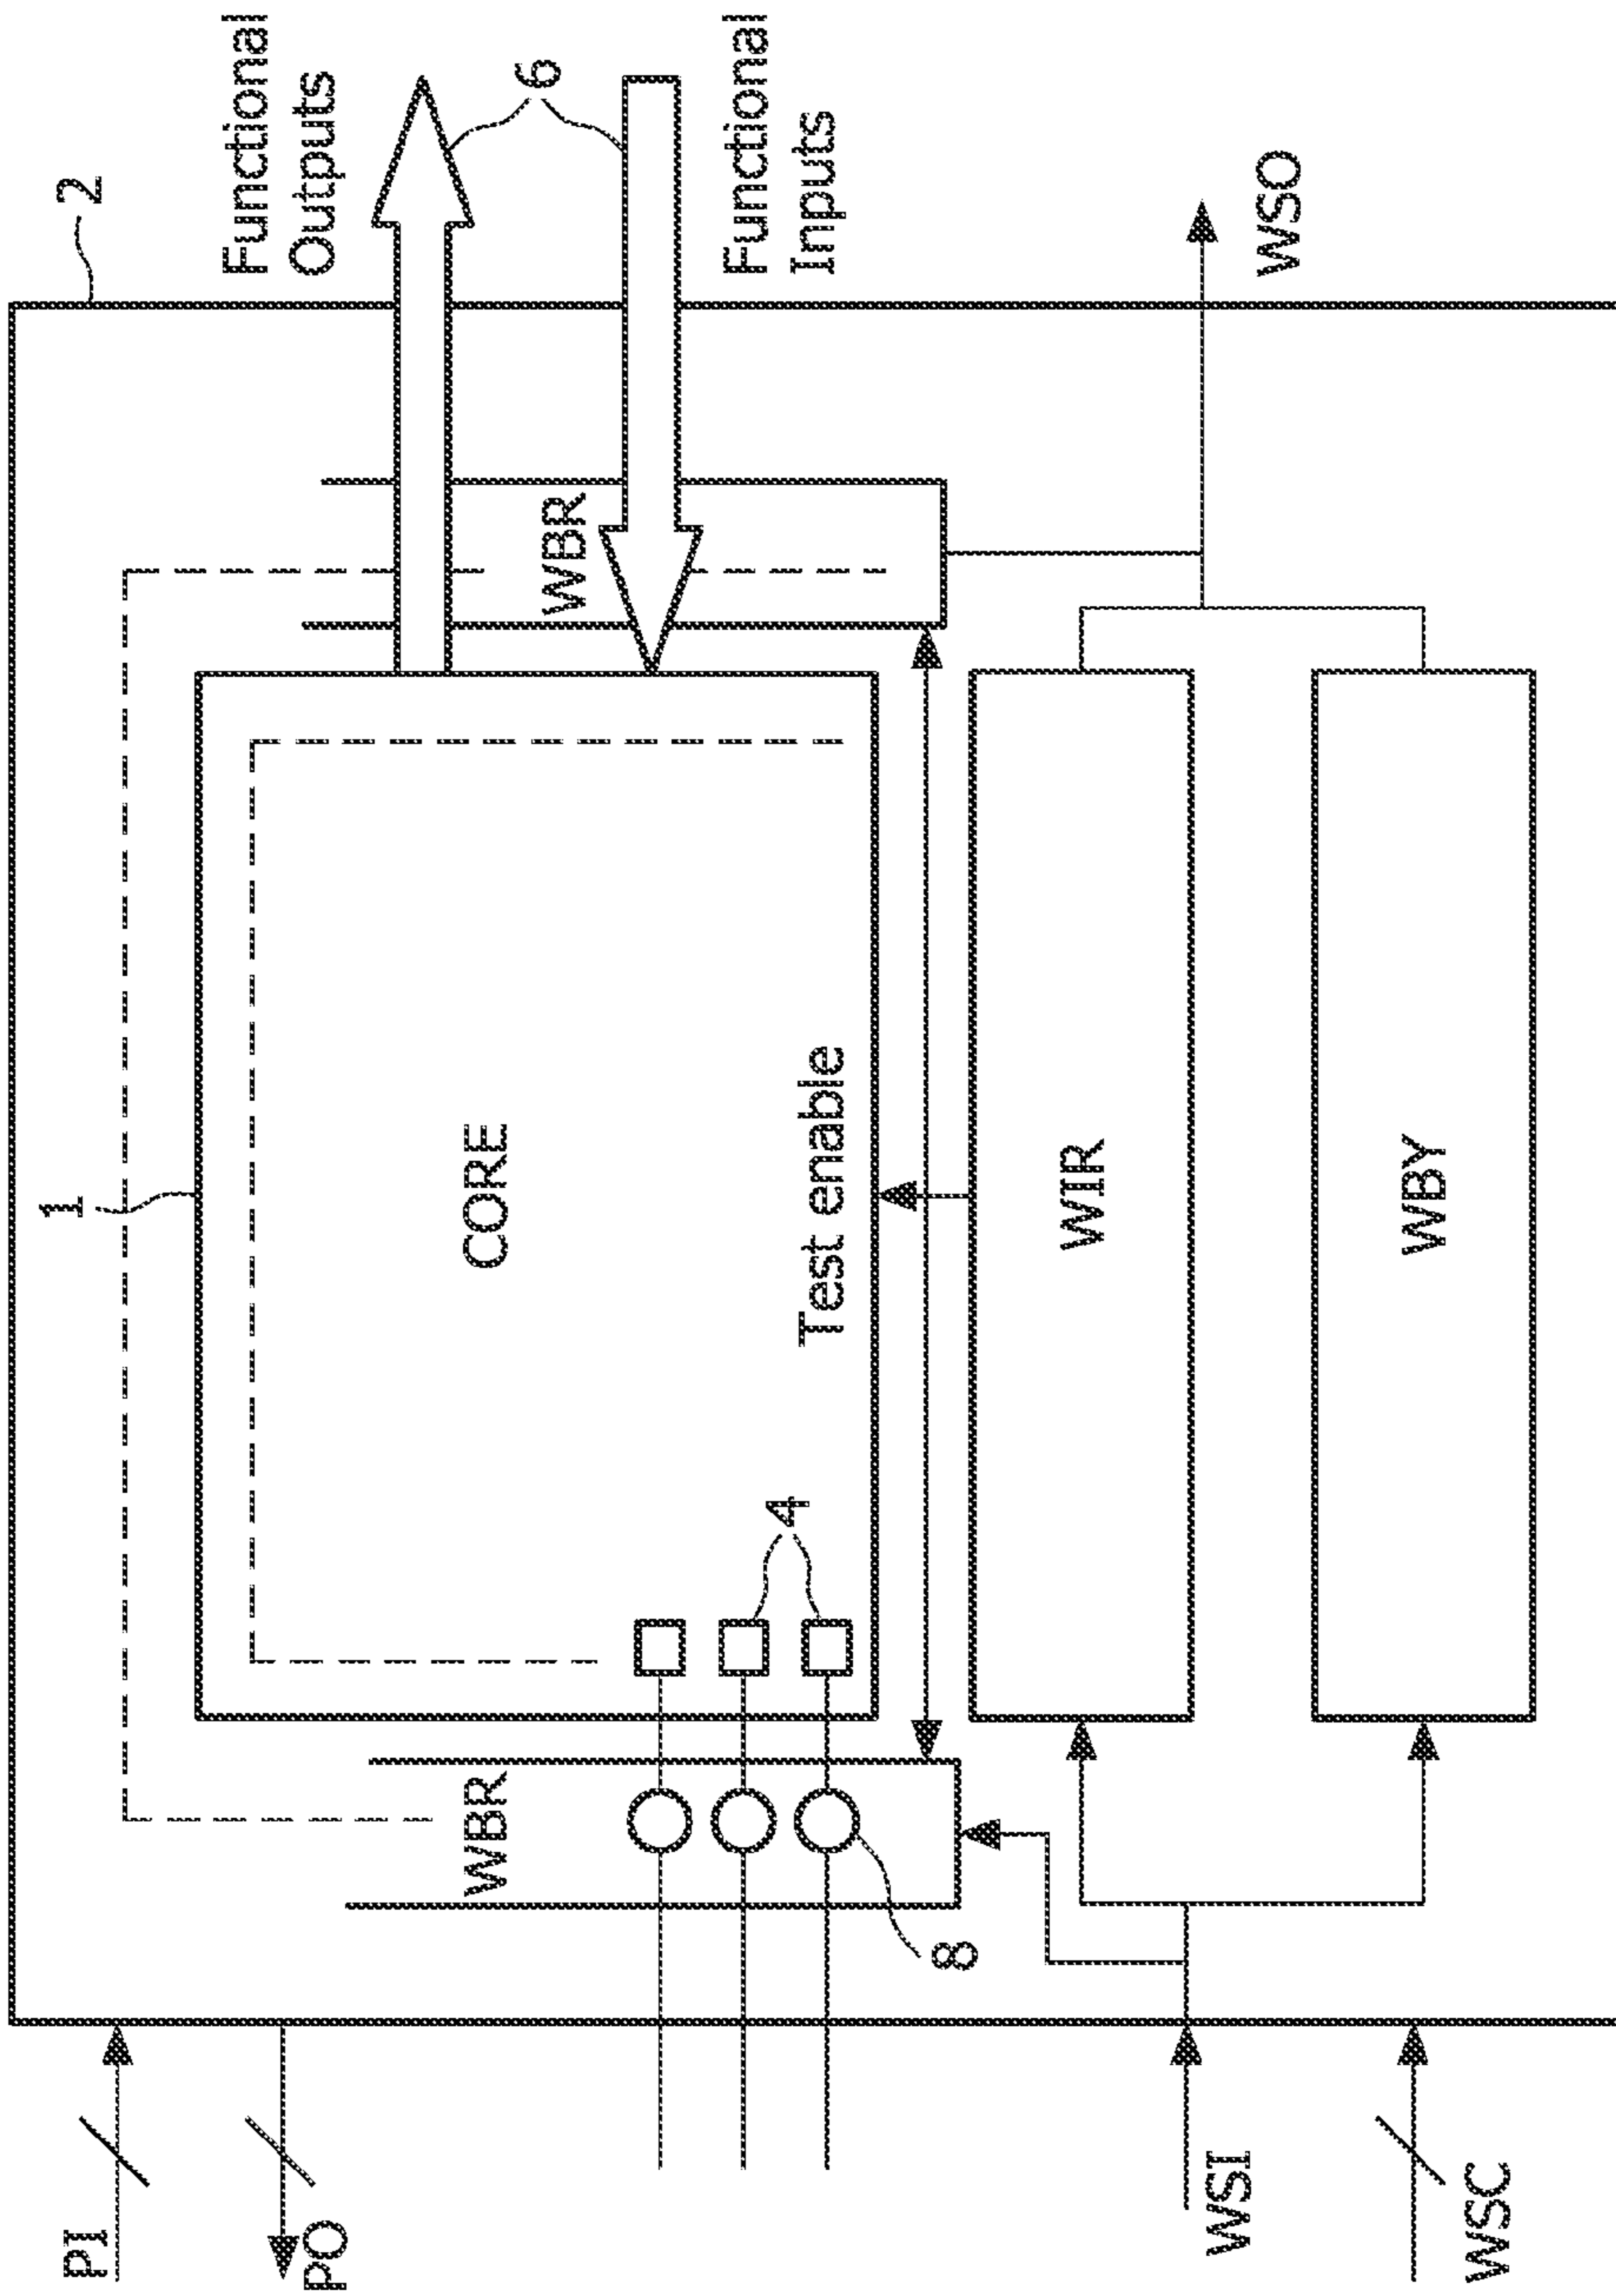 PI
PO
WSI
WSC
WBR
8
4
1
CORE
Test enable
WIR
WBY
WBR
2
Functional
Outputs
6
Functional
Inputs
WSO